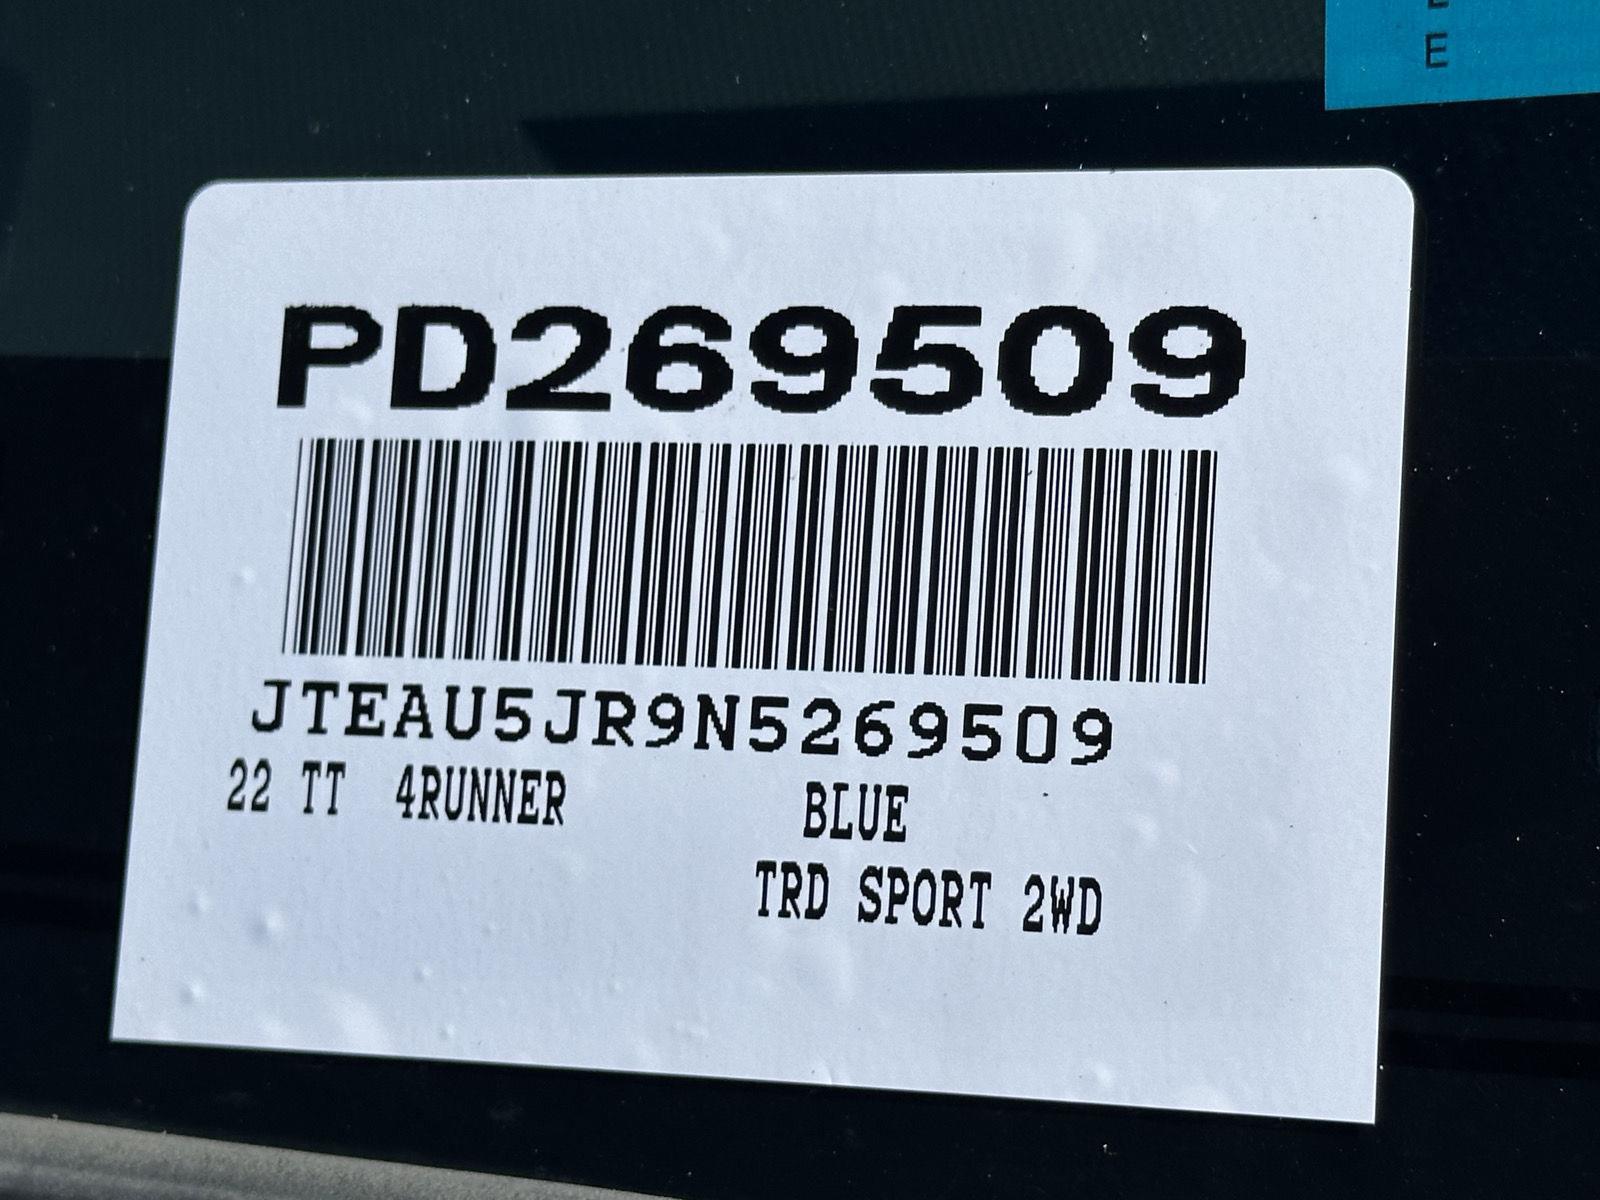 E
PD269509
JTEAU5JR9N5269509
22 TT 4RUNNER BLUE
TRD SPORT 2WD